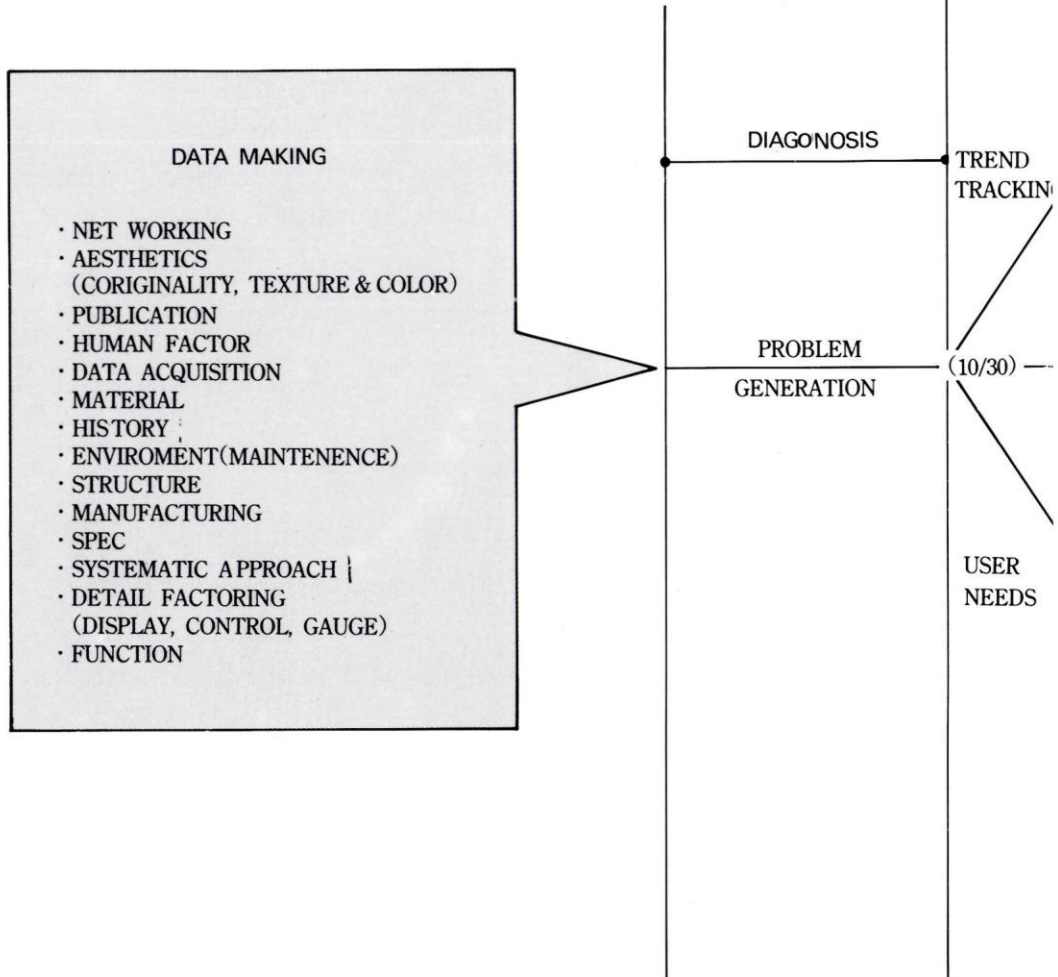 DATA MAKING
· NET WORKING
· AESTHETICS
(CORIGINALITY, TEXTURE & COLOR)
· PUBLICATION
· HUMAN FACTOR
· DATA ACQUISITION
· MATERIAL
· HISTORY
· ENVIROMENT(MAINTENENCE)
· STRUCTURE
· MANUFACTURING
· SPEC
· SYSTEMATIC APPROACH
· DETAIL FACTORING
(DISPLAY, CONTROL, GAUGE)
· FUNCTION
DIAGONOSIS
PROBLEM
GENERATION
TREND
TRACKIN
(10/30)
USER
NEEDS